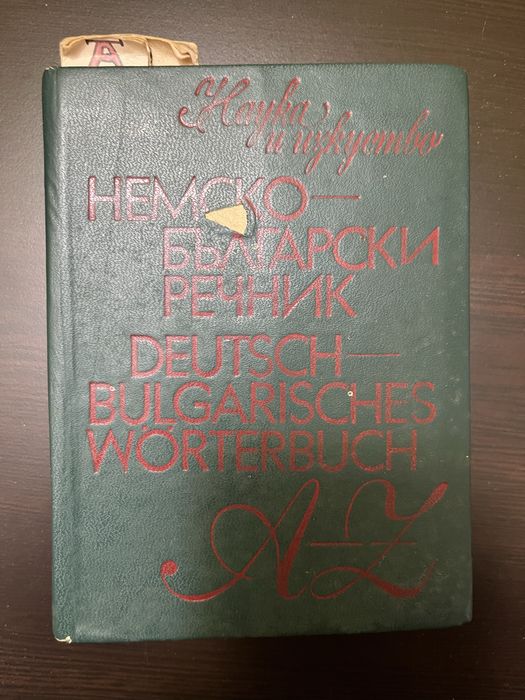 А
Наука
и изкуство
НЕМСКО-
БЪЛГАРСКИ
РЕЧНИК
DEUTSCH-
BULGARISCHES
WÖRTERBUCH
A-Z